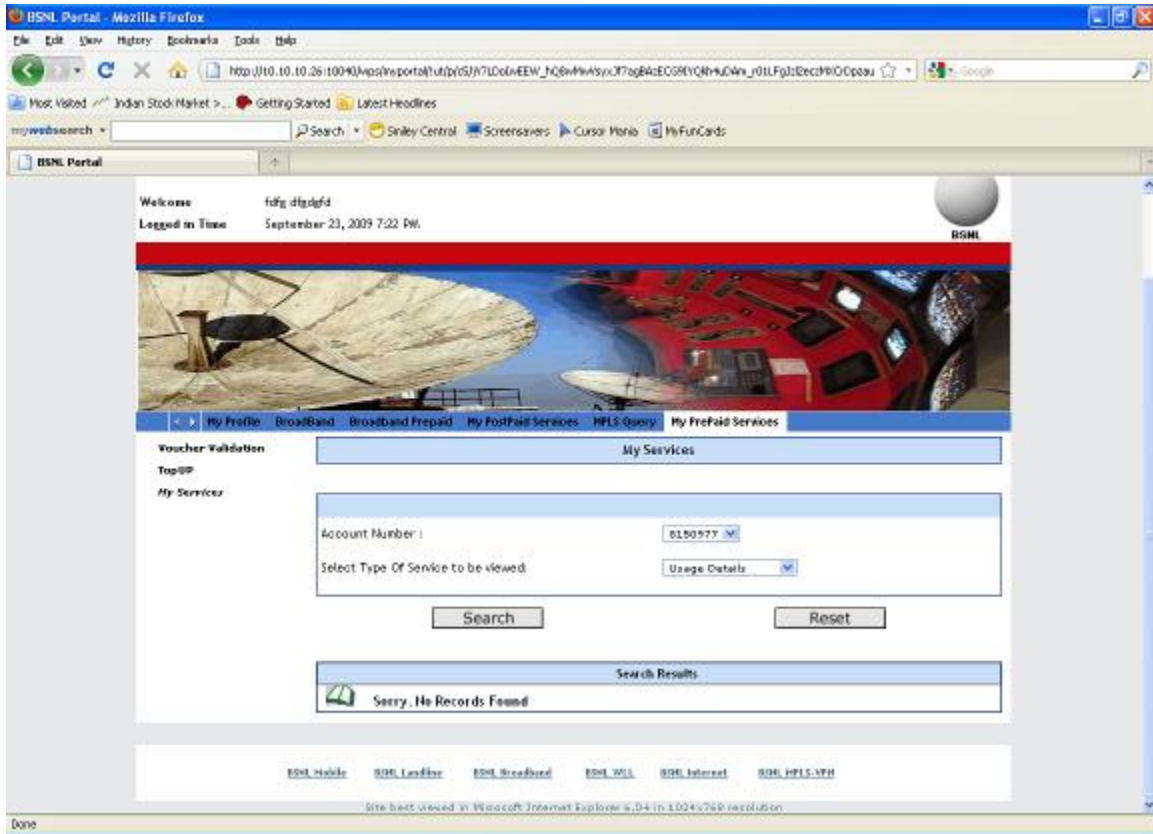 BSNL Portal - Mozilla Firefox
File Edit View History Bookmarks Tools Help
Google
Most Visited Indian Stock Market >... Getting Started Latest Headlines
mywebsearch Search Smiley Central Screensavers Cursor Mania MyFunCards
BSNL Portal
Welcome fdfg dfgdgfd
Logged in Time September 23, 2009 7:22 PM.
BSNL
My Profile BroadBand Broadband Prepaid My PostPaid Services MPLS Query My PrePaid Services
Voucher Validation
TopUP
My Services
My Services
Account Number :
Select Type Of Service to be viewed: Usage Details
Search Reset
Search Results
Sorry. No Records Found
BSNL Mobile BSNL Landline BSNL Broadband BSNL WLL BSNL Internet BSNL MPLS-VPN
Site best viewed in Microsoft Internet Explorer 6.0+ in 1024x768 resolution
Done